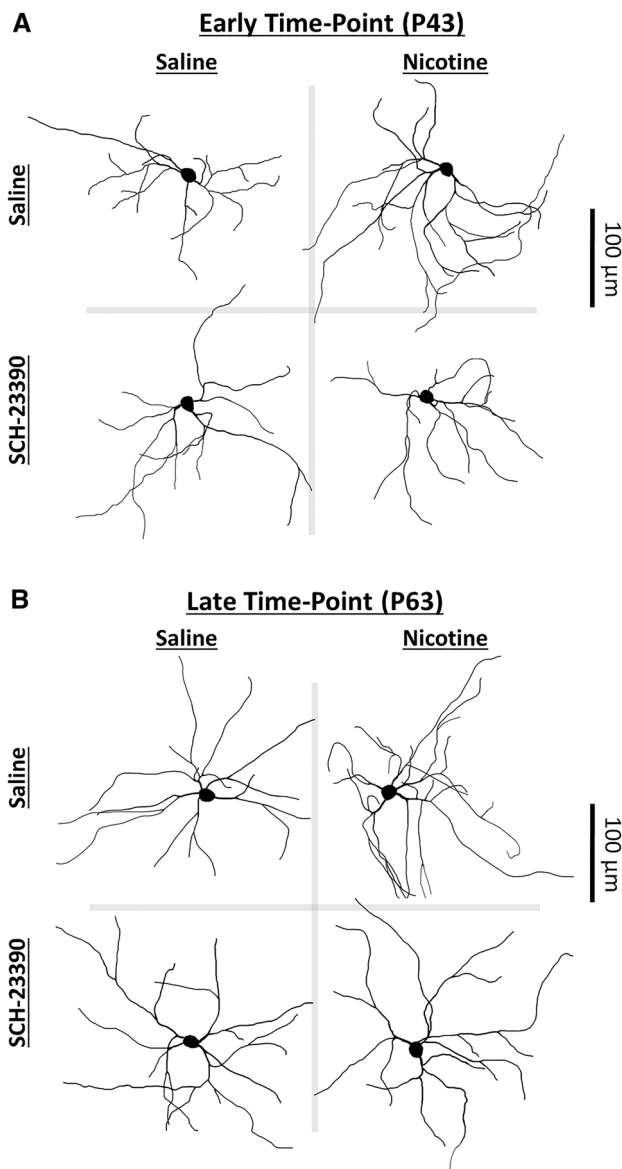 A
Early Time-Point (P43)
Saline
Nicotine
Saline
SCH-23390
100 µm
B
Late Time-Point (P63)
Saline
Nicotine
Saline
SCH-23390
100 µm